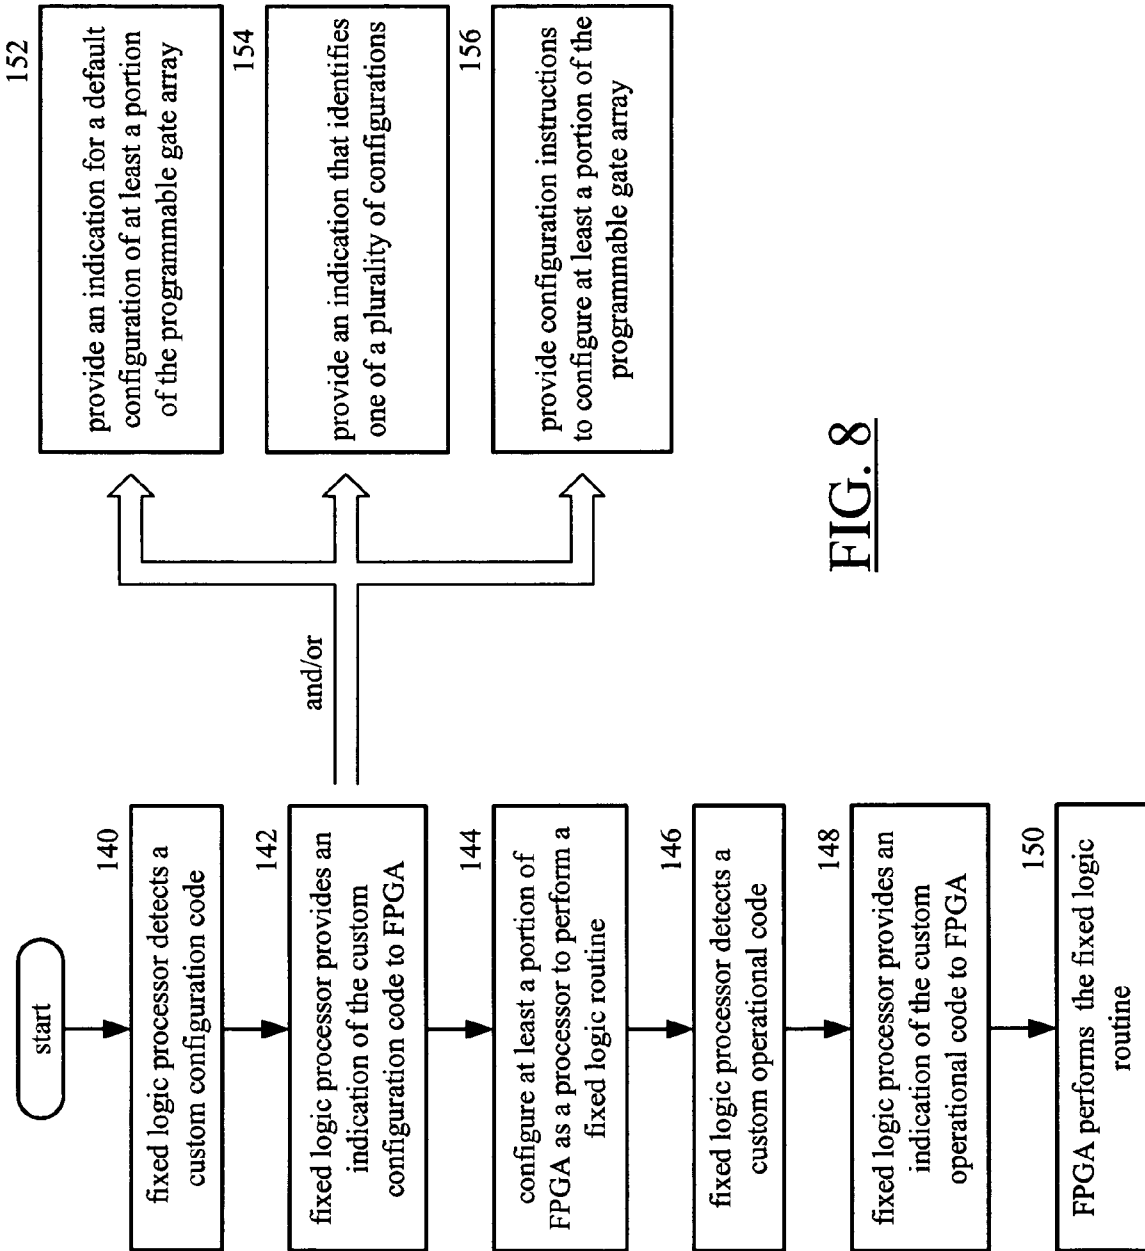 start
140
fixed logic processor detects a
custom configuration code
142
fixed logic processor provides an
indication of the custom
configuration code to FPGA
144
configure at least a portion of
FPGA as a processor to perform a
fixed logic routine
146
fixed logic processor detects a
custom operational code
148
fixed logic processor provides an
indication of the custom
operational code to FPGA
150
FPGA performs the fixed logic
routine
and/or
152
provide an indication for a default
configuration of at least a portion
of the programmable gate array
154
provide an indication that identifies
one of a plurality of configurations
156
provide configuration instructions
to configure at least a portion of the
programmable gate array
FIG. 8